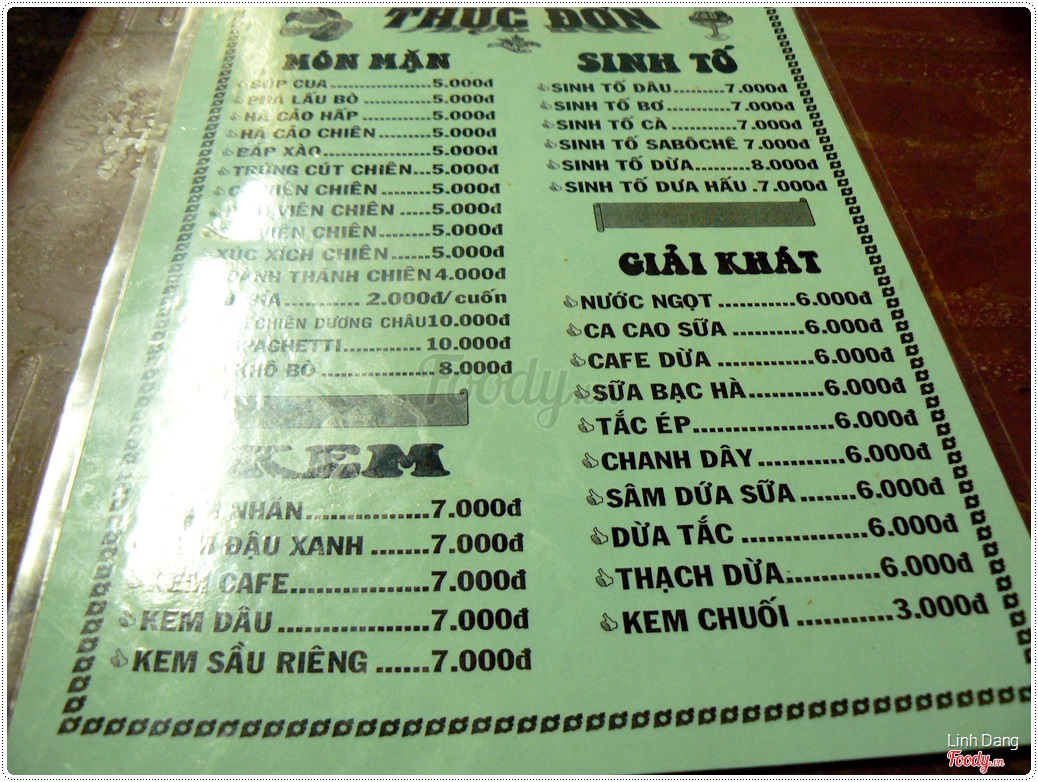 THỰC ĐƠN
MÓN MẶN
SÚP CUA.......................5.000đ
PHÁ LẤU BÒ ................5.000đ
HÁ CẢO HẤP ...............5.000đ
HÁ CẢO CHIÊN............5.000đ
BẮP XÀO......................5.000đ
TRỨNG CÚT CHIÊN...5.000đ
VIÊN CHIÊN ..........5.000đ
VIÊN CHIÊN .....5.000đ
VIÊN CHIÊN.........5.000đ
XÚC XÍCH CHIÊN........5.000đ
THÁNH CHIÊN 4.000đ
............ 2.000đ/ cuốn
CHIÊN DƯƠNG CHÂU10.000đ
SPAGHETTI............. 10.000đ
KHÔ BÒ .................. 8.000đ
KEM
NHÃN.................7.000đ
ĐẬU XANH ........7.000đ
KEM CAFE...................7.000đ
KEM DÂU.....................7.000đ
KEM SẦU RIÊNG ......7.000đ
SINH TỐ
SINH TỐ DÂU..........7.000đ
SINH TỐ BƠ ............7.000đ
SINH TỐ CÀ ............7.000đ
SINH TỐ SABÔCHÊ 7.000đ
SINH TỐ DỪA...........8.000đ
SINH TỐ DƯA HẤU .7.000đ
GIẢI KHÁT
NƯỚC NGỌT ............6.000đ
CA CAO SỮA ...........6.000đ
CAFE DỪA ...............6.000đ
SỮA BẠC HÀ...........6.000đ
TẮC ÉP.....................6.000đ
CHANH DÂY ............6.000đ
SÂM DỨA SỮA .......6.000đ
DỪA TẮC .................6.000đ
THẠCH DỪA............6.000đ
KEM CHUỐI ............3.000đ
Foody.vn
Linh Dang
Foody.vn